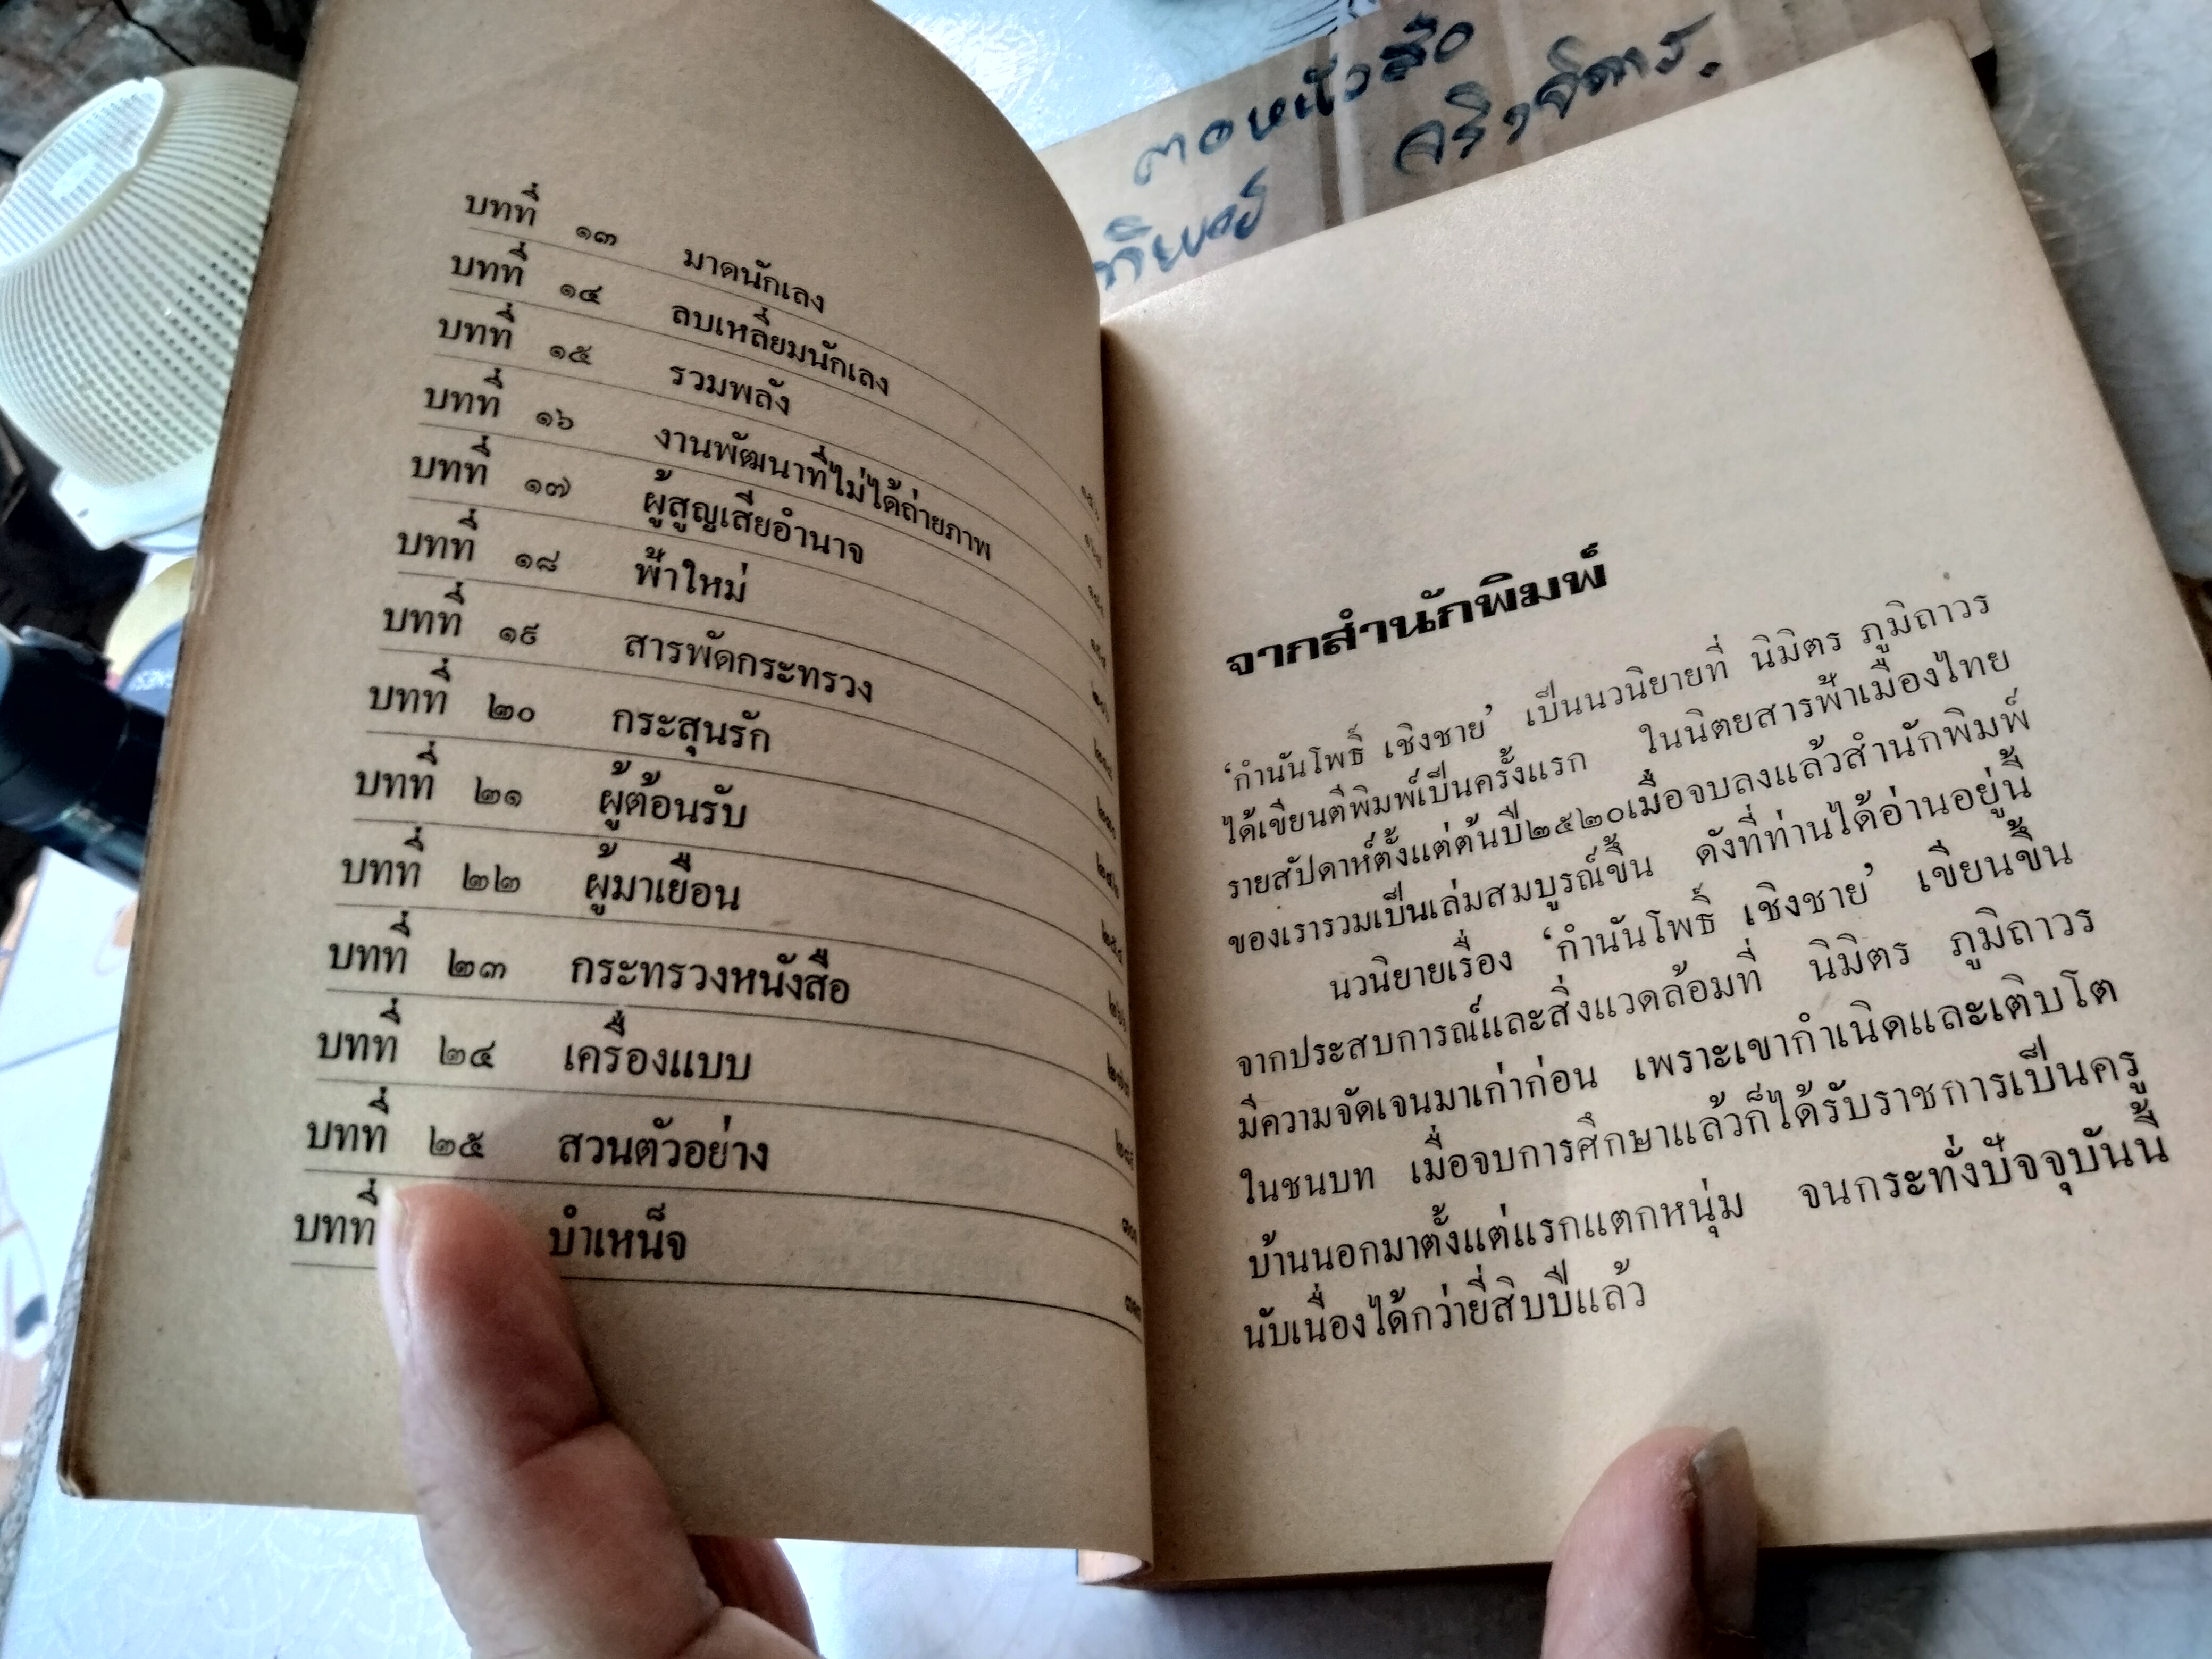 บทที่ ๑๓ มาดนักเลง
บทที่ ๑๔ ลบเหลี่ยมนักเลง
บทที่ ๑๕ รวมพลัง
บทที่ ๑๖ งานพัฒนาที่ไม่ได้ถ่ายภาพ
บทที่ ๑๗ ผู้สูญเสียอำนาจ
บทที่ ๑๘ ฟ้าใหม่
บทที่ ๑๙ สารพัดกระทรวง
บทที่ ๒๐ กระสุนรัก
บทที่ ๒๑ ผู้ต้อนรับ
บทที่ ๒๒ ผู้มาเยือน
บทที่ ๒๓ กระทรวงหนังสือ
บทที่ ๒๔ เครื่องแบบ
บทที่ ๒๕ สวนตัวอย่าง
บทที่ บำเหน็จ
จากสำนักพิมพ์
‘กำนันโพธิ์ เชิงชาย’ เป็นนวนิยายที่ นิมิตร ภูมิถาวร
ได้เขียนตีพิมพ์เป็นครั้งแรก ในนิตยสารฟ้าเมืองไทย
รายสัปดาห์ตั้งแต่ต้นปี๒๕๒๐เมื่อจบลงแล้วสำนักพิมพ์
ของเรารวมเป็นเล่มสมบูรณ์ขึ้น ดังที่ท่านได้อ่านอยู่นี้
นวนิยายเรื่อง ‘กำนันโพธิ์ เชิงชาย’ เขียนขึ้น
จากประสบการณ์และสิ่งแวดล้อมที่ นิมิตร ภูมิถาวร
มีความจัดเจนมาเก่าก่อน เพราะเขากำเนิดและเติบโต
ในชนบท เมื่อจบการศึกษาแล้วก็ได้รับราชการเป็นครู
บ้านนอกมาตั้งแต่แรกแตกหนุ่ม จนกระทั่งปัจจุบันนี้
นับเนื่องได้กว่ายี่สิบปีแล้ว